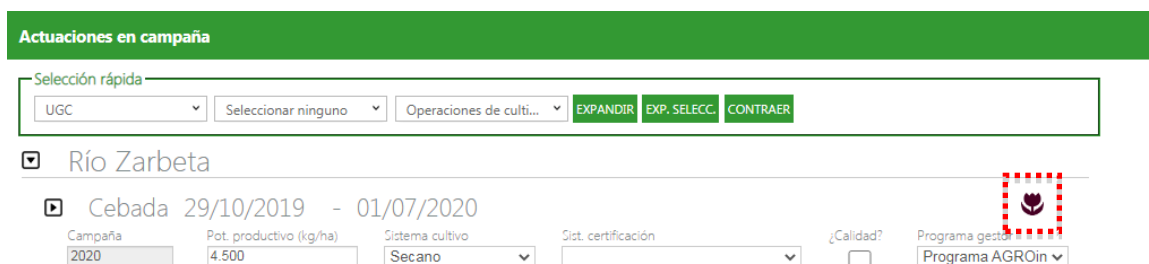 Actuaciones en campaña
Selección rápida
UGC Seleccionar ninguno Operaciones de culti... EXPANDIR EXP. SELECC. CONTRAER
Río Zarbeta
Cebada 29/10/2019 - 01/07/2020
Campaña Pot. productivo (kg/ha) Sistema cultivo Sist. certificación ¿Calidad? Programa gestor
2020 4.500 Secano Programa AGROin